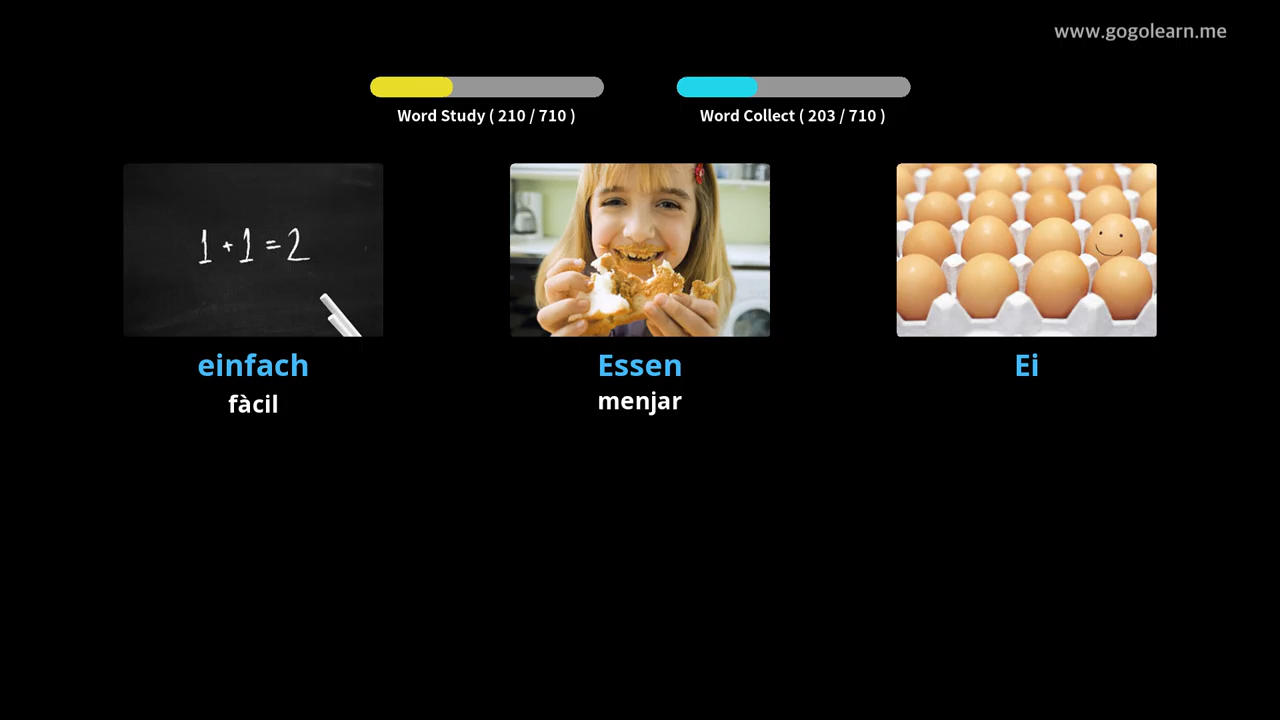 www.gogolearn.me
Word Study ( 210 / 710 )
Word Collect ( 203 / 710 )
1 + 1 = 2
einfach
fàcil
Essen
menjar
Ei